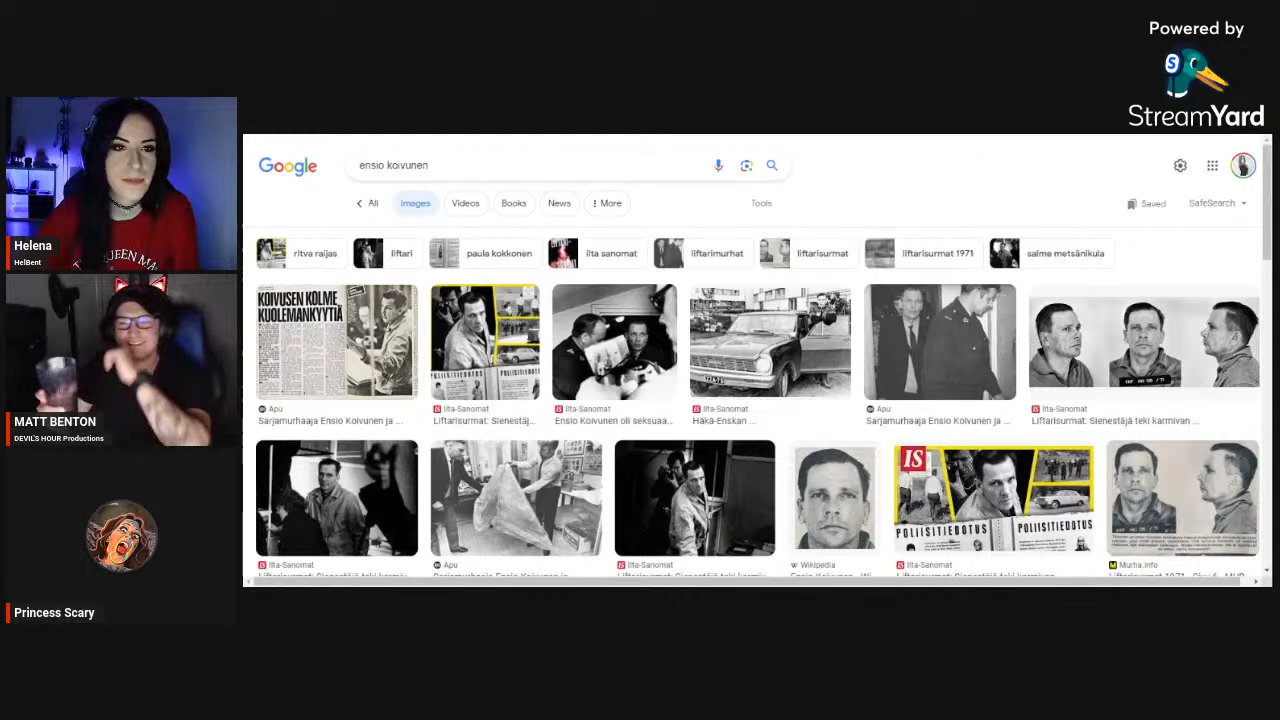 Powered by
StreamYard
Helena
HelBent
MATT BENTON
DEVIL'S HOUR Productions
Princess Scary
Google
ensio koivunen
All
Images
Videos
Books
News
More
Tools
Saved
SafeSearch
ritva raijas
liftari
paula kokkonen
ilta sanomat
liftarimurhat
liftarisurmat
liftarisurmat 1971
salme metsänikula
KOIVUSEN KOLME
KUOLEMANKYYTIÄ
POLIISITIEDOTUS
Apu
Sarjamurhaaja Ensio Koivunen ja ...
Ilta-Sanomat
Liftarisurmat: Sienestäj...
Ilta-Sanomat
Ensio Koivunen oli seksuaa...
Ilta-Sanomat
Häkä-Enskan ...
Apu
Sarjamurhaaja Ensio Koivunen ja ...
Ilta-Sanomat
Liftarisurmat: Sienestäjä teki karmivan ...
IS
POLIISITIEDOTUS
POLIISITIEDOTUS
Ilta-Sanomat
Apu
Ilta-Sanomat
Wikipedia
Ilta-Sanomat
Murha.info